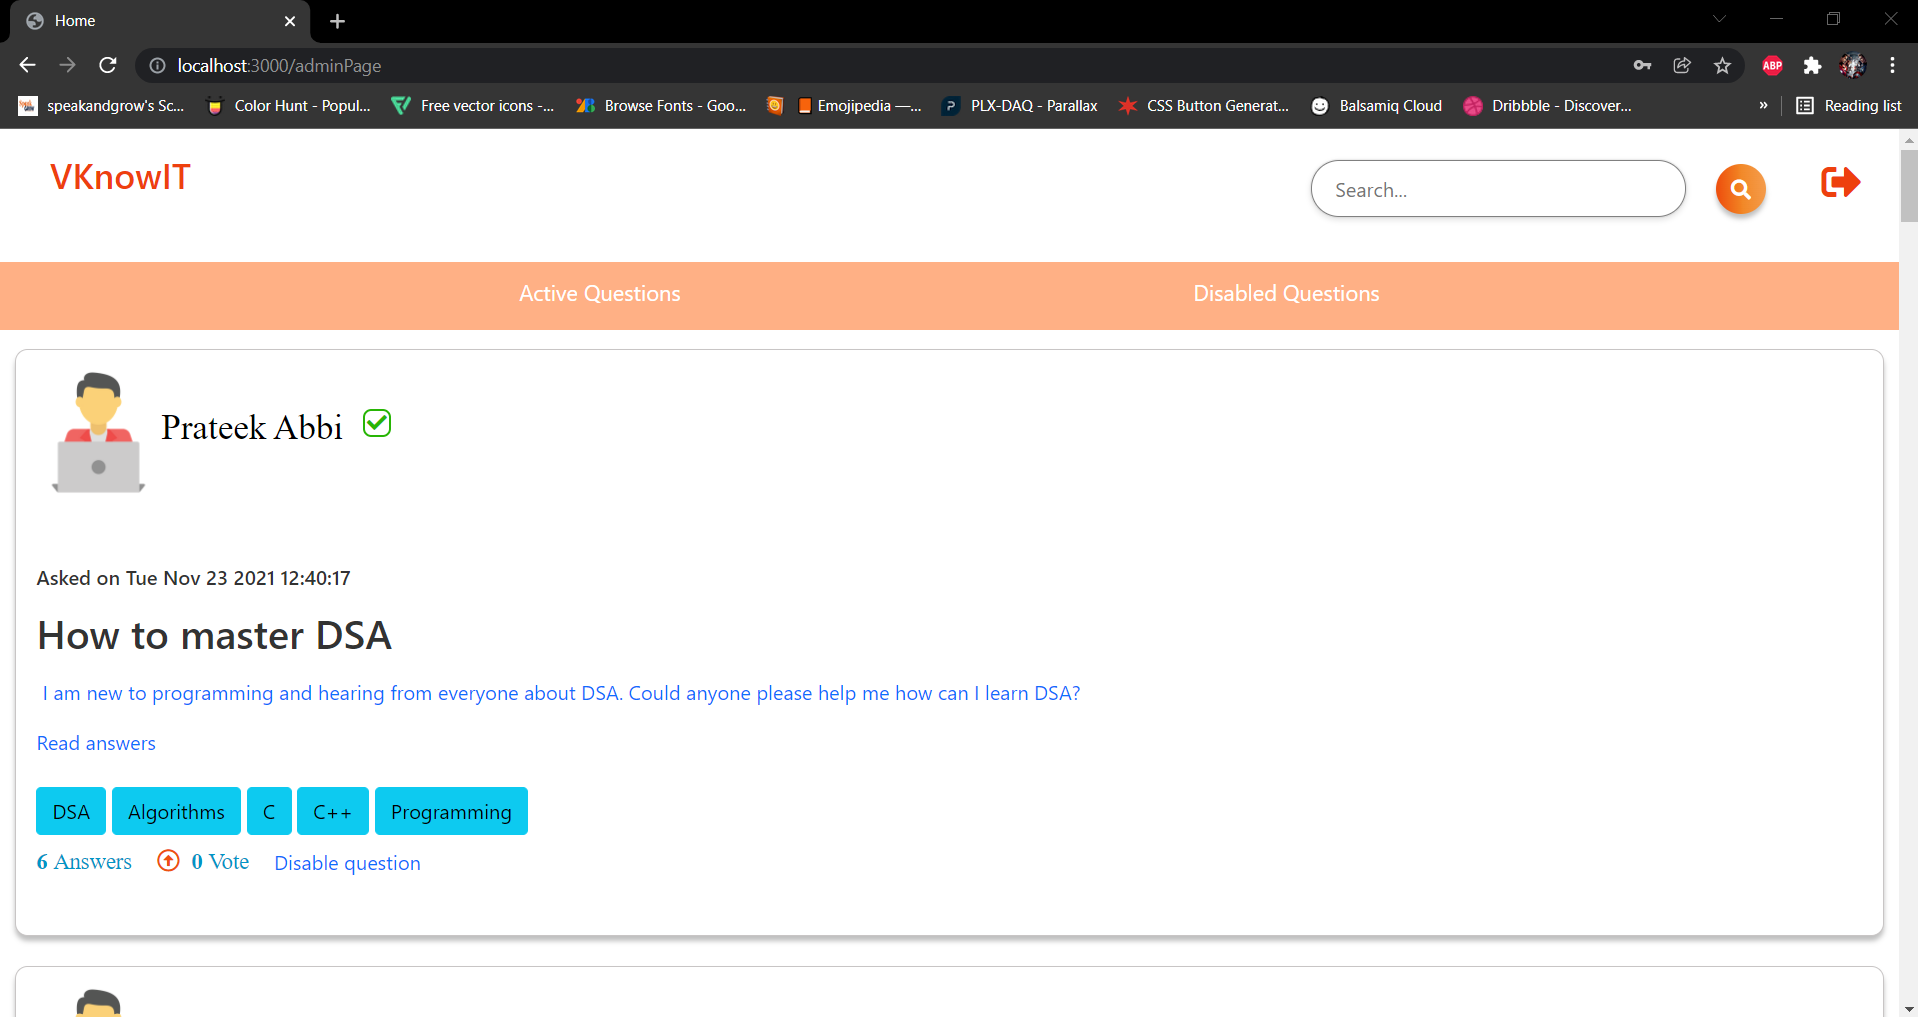 Home
localhost:3000/adminPage
ABP
speakandgrow's Sc... Color Hunt - Popul... Free vector icons -... Browse Fonts - Goo... Emojipedia —... PLX-DAQ - Parallax CSS Button Generat... Balsamiq Cloud Dribbble - Discover... » Reading list
VKnowIT
Search...
Active Questions Disabled Questions
Prateek Abbi
Asked on Tue Nov 23 2021 12:40:17
How to master DSA
I am new to programming and hearing from everyone about DSA. Could anyone please help me how can I learn DSA?
Read answers
DSA Algorithms C C++ Programming
6 Answers 0 Vote Disable question